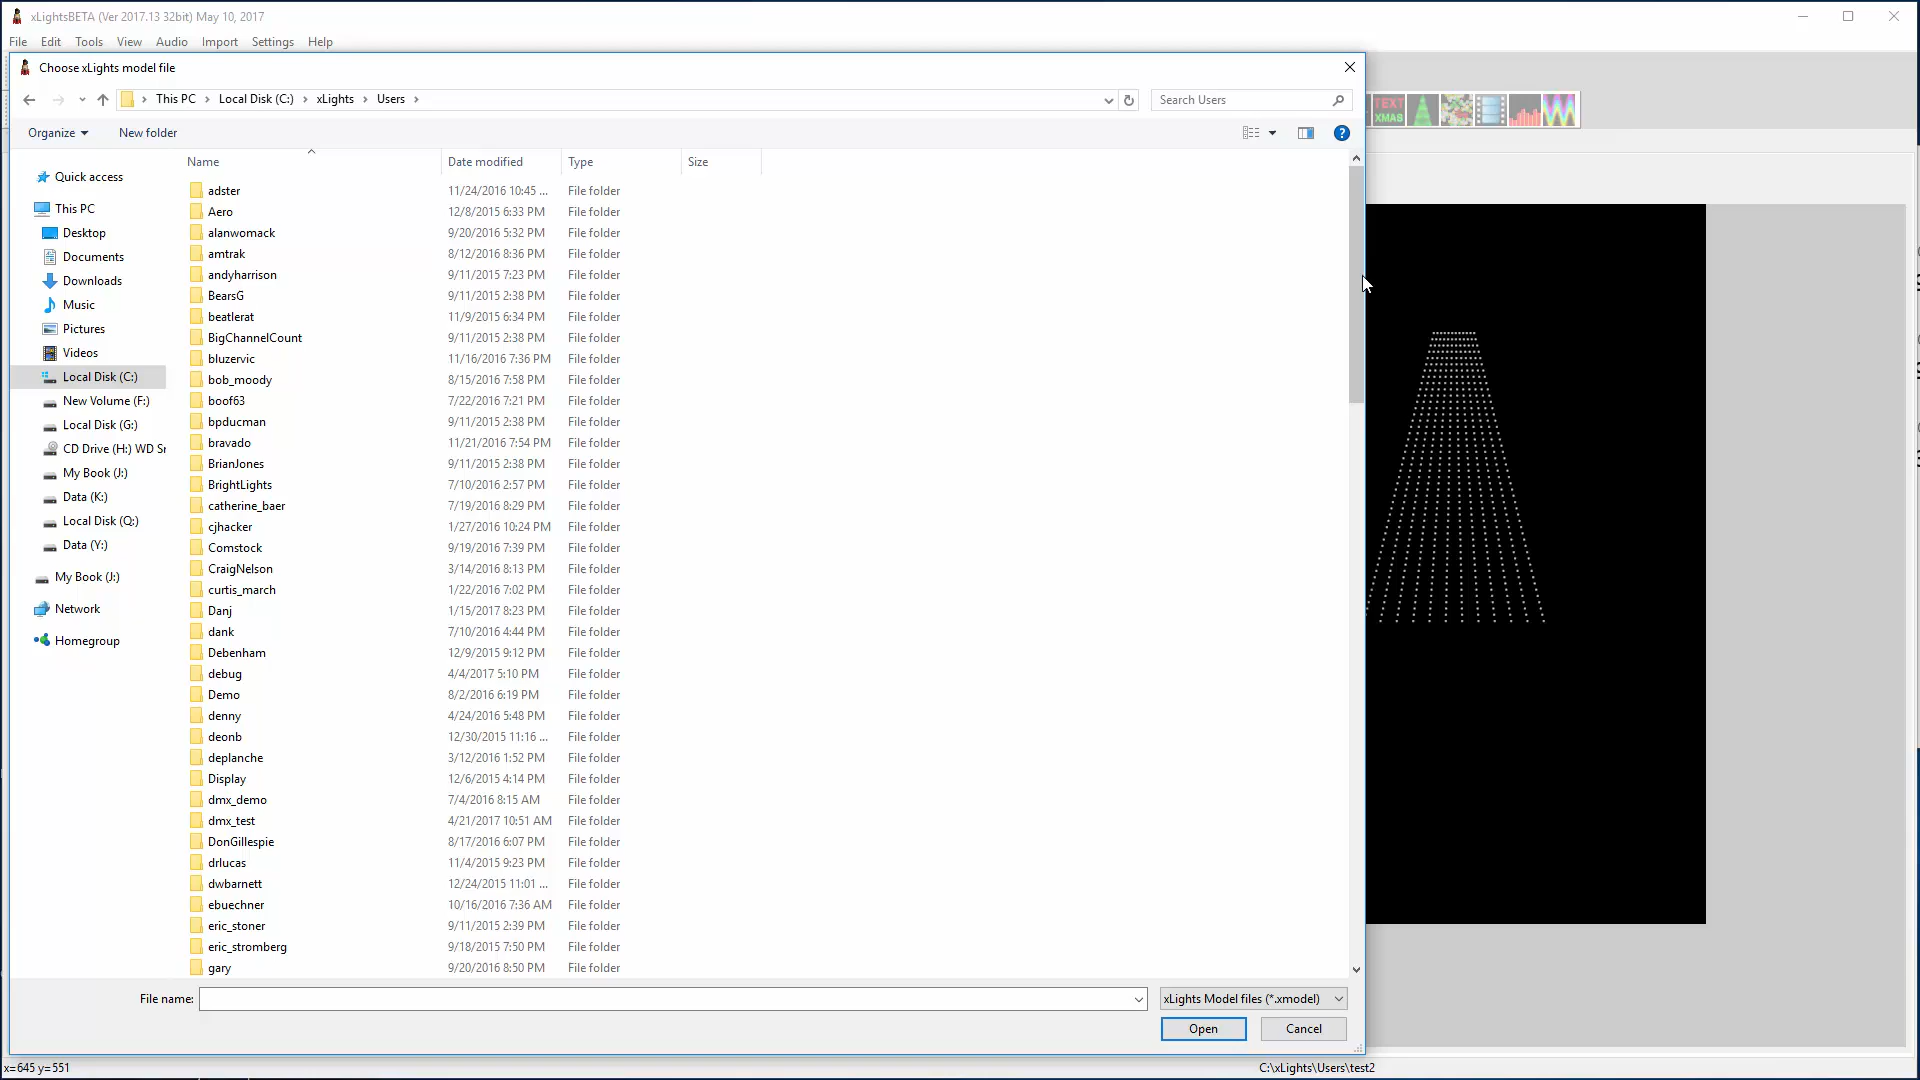 xLightsBETA (Ver 2017.13 32bit) May 10, 2017
File Edit Tools View Audio Import Settings Help
Choose xLights model file
This PC Local Disk (C:) xLights Users
Search Users
Organize New folder
TEXT
XMAS
Name Date modified Type Size
Quick access
This PC
Desktop
Documents
Downloads
Music
Pictures
Videos
Local Disk (C:)
New Volume (F:)
Local Disk (G:)
CD Drive (H:) WD Sr
My Book (J:)
Data (K:)
Local Disk (Q:)
Data (Y:)
My Book (J:)
Network
Homegroup
adster 11/24/2016 10:45 ... File folder
Aero 12/8/2015 6:33 PM File folder
alanwomack 9/20/2016 5:32 PM File folder
amtrak 8/12/2016 8:36 PM File folder
andyharrison 9/11/2015 7:23 PM File folder
BearsG 9/11/2015 2:38 PM File folder
beatlerat 11/9/2015 6:34 PM File folder
BigChannelCount 9/11/2015 2:38 PM File folder
bluzervic 11/16/2016 7:36 PM File folder
bob_moody 8/15/2016 7:58 PM File folder
boof63 7/22/2016 7:21 PM File folder
bpducman 9/11/2015 2:38 PM File folder
bravado 11/21/2016 7:54 PM File folder
BrianJones 9/11/2015 2:38 PM File folder
BrightLights 7/10/2016 2:57 PM File folder
catherine_baer 7/19/2016 8:29 PM File folder
cjhacker 1/27/2016 10:24 PM File folder
Comstock 9/19/2016 7:39 PM File folder
CraigNelson 3/14/2016 8:13 PM File folder
curtis_march 1/22/2016 7:02 PM File folder
Danj 1/15/2017 8:23 PM File folder
dank 7/10/2016 4:44 PM File folder
Debenham 12/9/2015 9:12 PM File folder
debug 4/4/2017 5:10 PM File folder
Demo 8/2/2016 6:19 PM File folder
denny 4/24/2016 5:48 PM File folder
deonb 12/30/2015 11:16 ... File folder
deplanche 3/12/2016 1:52 PM File folder
Display 12/6/2015 4:14 PM File folder
dmx_demo 7/4/2016 8:15 AM File folder
dmx_test 4/21/2017 10:51 AM File folder
DonGillespie 8/17/2016 6:07 PM File folder
drlucas 11/4/2015 9:23 PM File folder
dwbarnett 12/24/2015 11:01 ... File folder
ebuechner 10/16/2016 7:36 AM File folder
eric_stoner 9/11/2015 2:39 PM File folder
eric_stromberg 9/18/2015 7:50 PM File folder
gary 9/20/2016 8:50 PM File folder
File name: xLights Model files (*.xmodel)
Open Cancel
x=645 y=551 C:\xLights\Users\test2